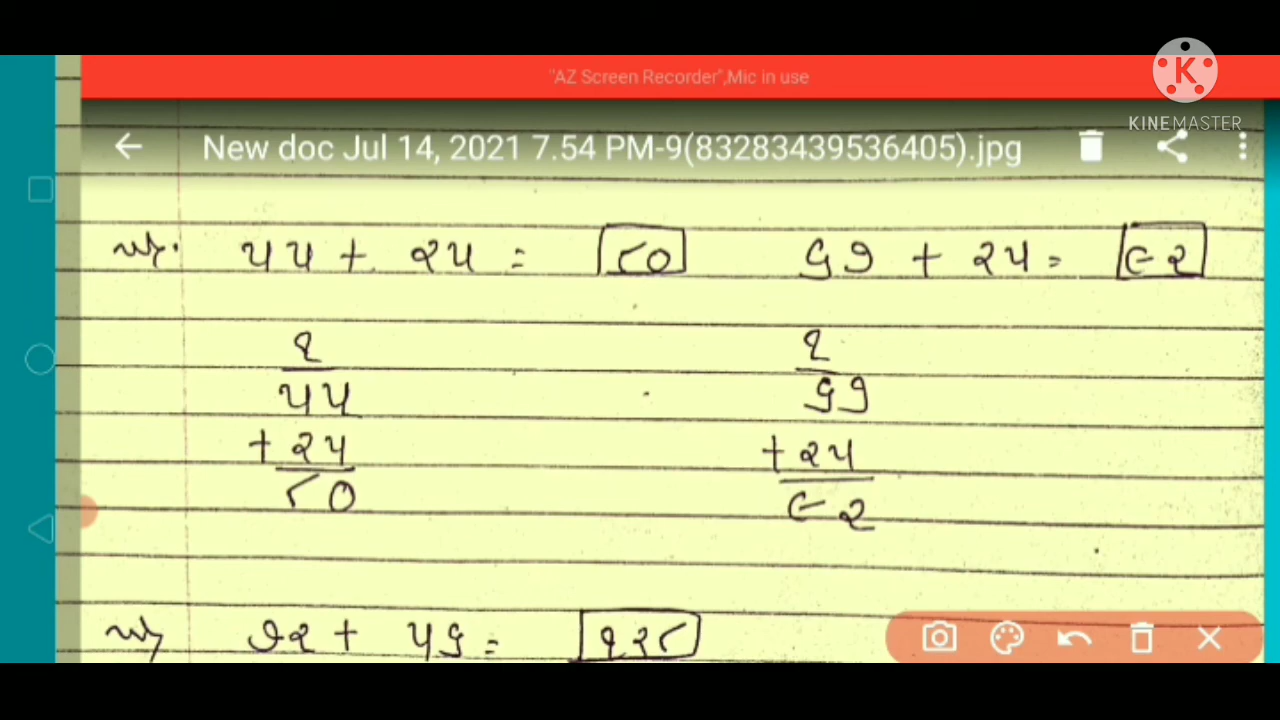 "AZ Screen Recorder",Mic in use
KINEMASTER
New doc Jul 14, 2021 7.54 PM-9(83283439536405).jpg
૫૫ + ૨૫ = ૮૦ ૬૭ + ૨૫ = ૯૨
૧ ૧
૫૫ ૬૭
+ ૨૫ + ૨૫
૮૦ ૯૨
૭૨ + ૫૬ = ૧૨૮